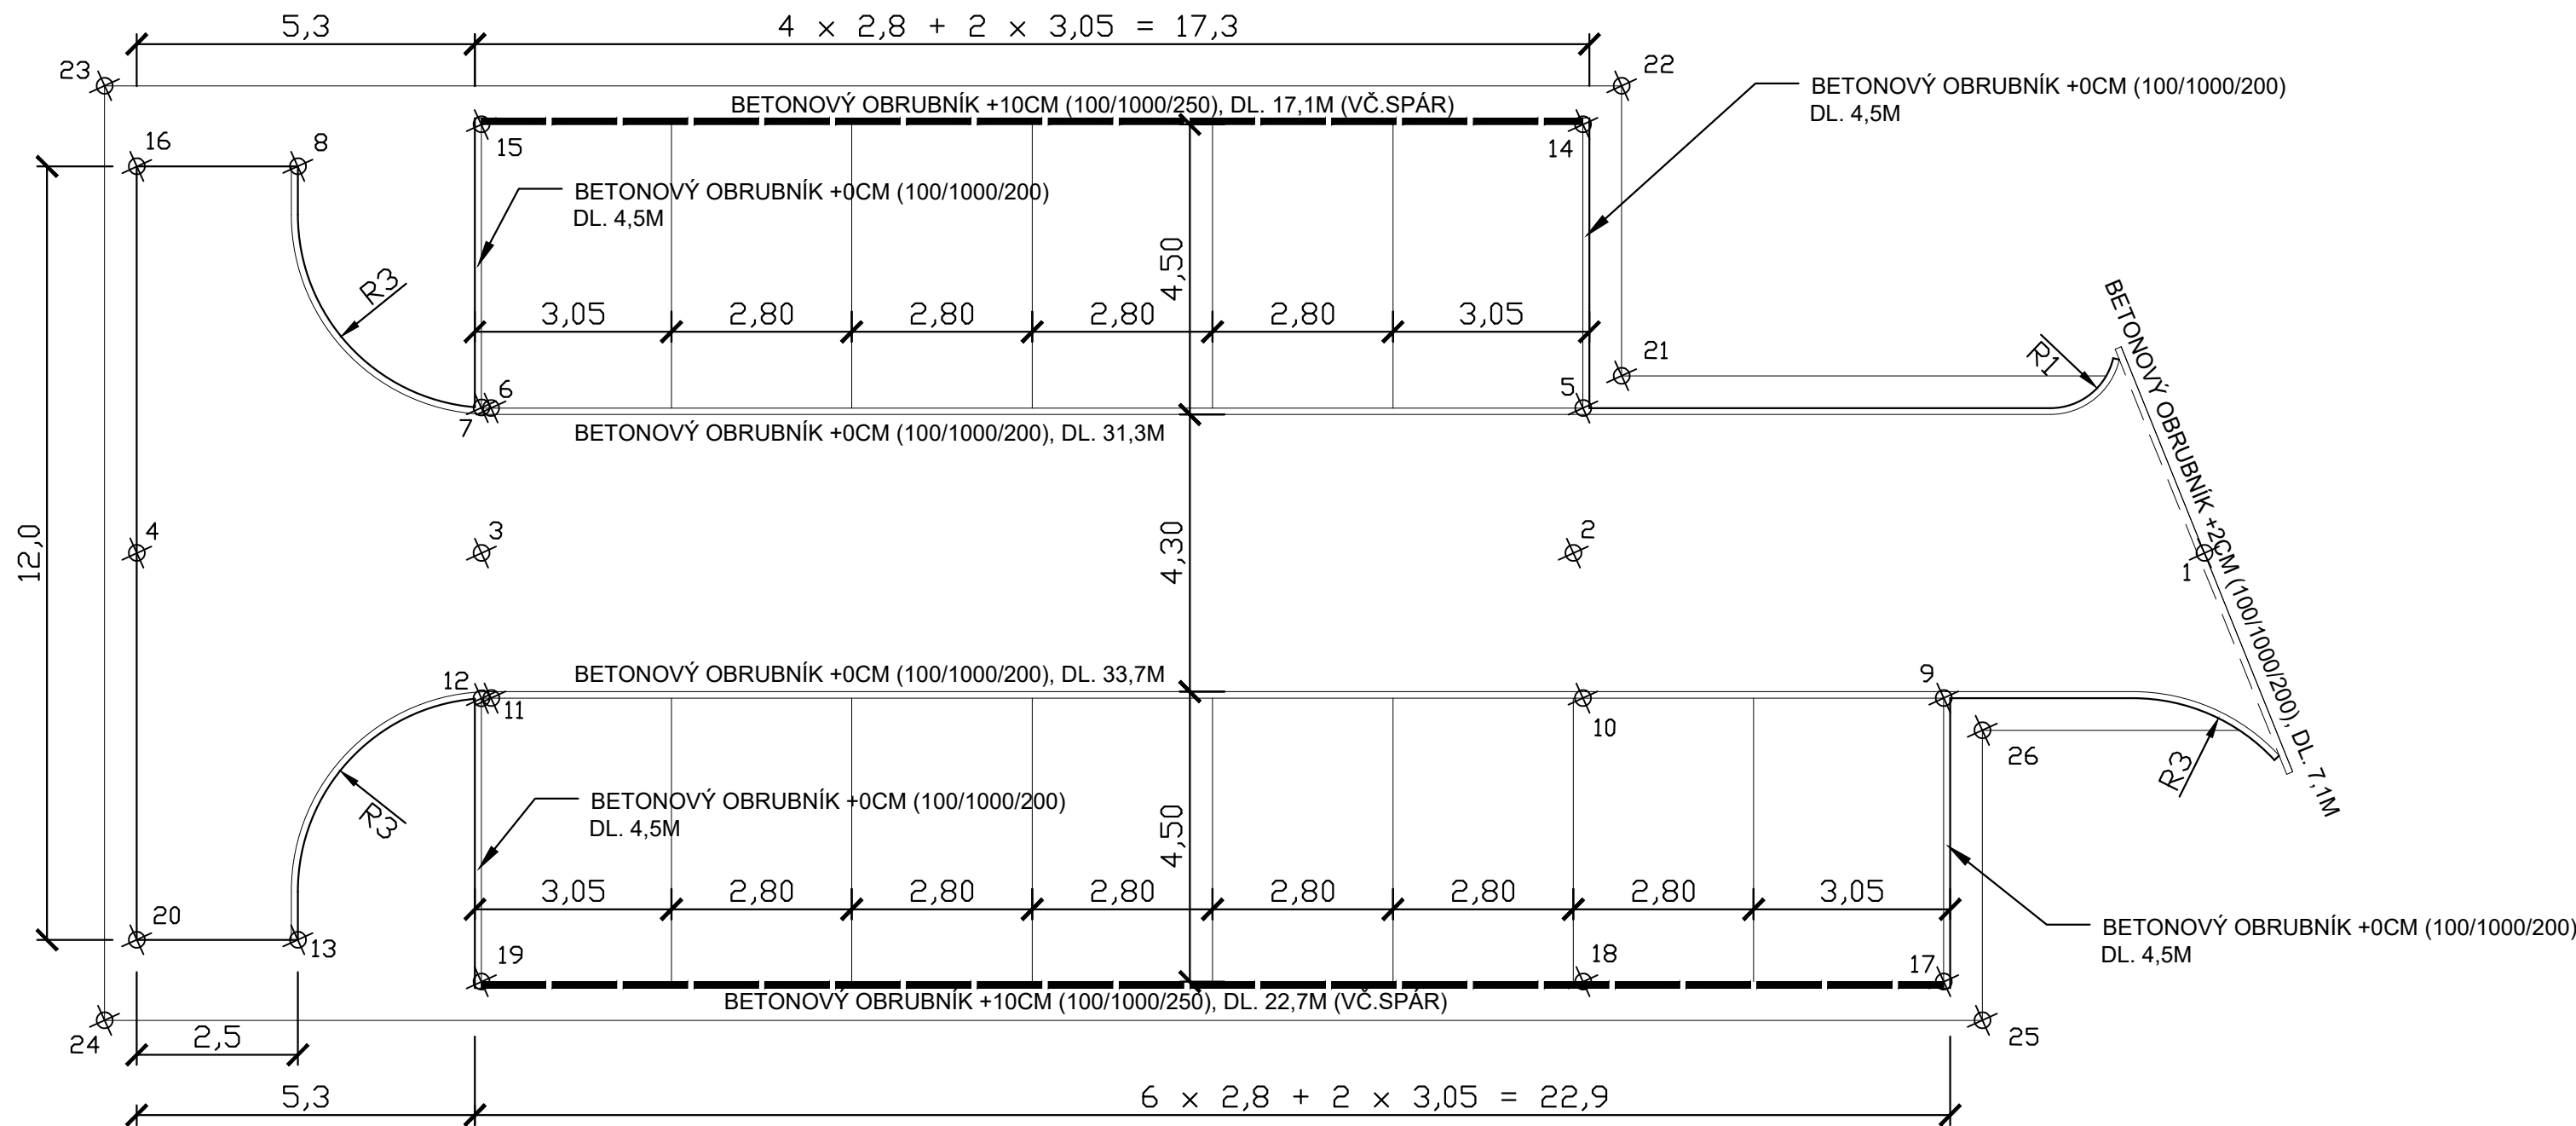 5,3
4 x 2,8 + 2 x 3,05 = 17,3
23
22
BETONOVÝ OBRUBNÍK +0CM (100/1000/200)
DL. 4,5M
BETONOVÝ OBRUBNÍK +10CM (100/1000/250), DL. 17,1M (VČ.SPÁR)
16
8
15
14
BETONOVÝ OBRUBNÍK +0CM (100/1000/200)
DL. 4,5M
R3
4,50
3,05
2,80
2,80
2,80
2,80
3,05
21
R1
BETONOVÝ OBRUBNÍK +2CM (100/1000/200), DL. 7,1M
6
5
7
BETONOVÝ OBRUBNÍK +0CM (100/1000/200), DL. 31,3M
12,0
4
3
4,30
2
1
BETONOVÝ OBRUBNÍK +0CM (100/1000/200), DL. 33,7M
12
11
10
9
26
R3
R3
BETONOVÝ OBRUBNÍK +0CM (100/1000/200)
DL. 4,5M
4,50
3,05
2,80
2,80
2,80
2,80
2,80
2,80
3,05
20
13
19
18
17
BETONOVÝ OBRUBNÍK +0CM (100/1000/200)
DL. 4,5M
BETONOVÝ OBRUBNÍK +10CM (100/1000/250), DL. 22,7M (VČ.SPÁR)
24
2,5
25
5,3
6 x 2,8 + 2 x 3,05 = 22,9